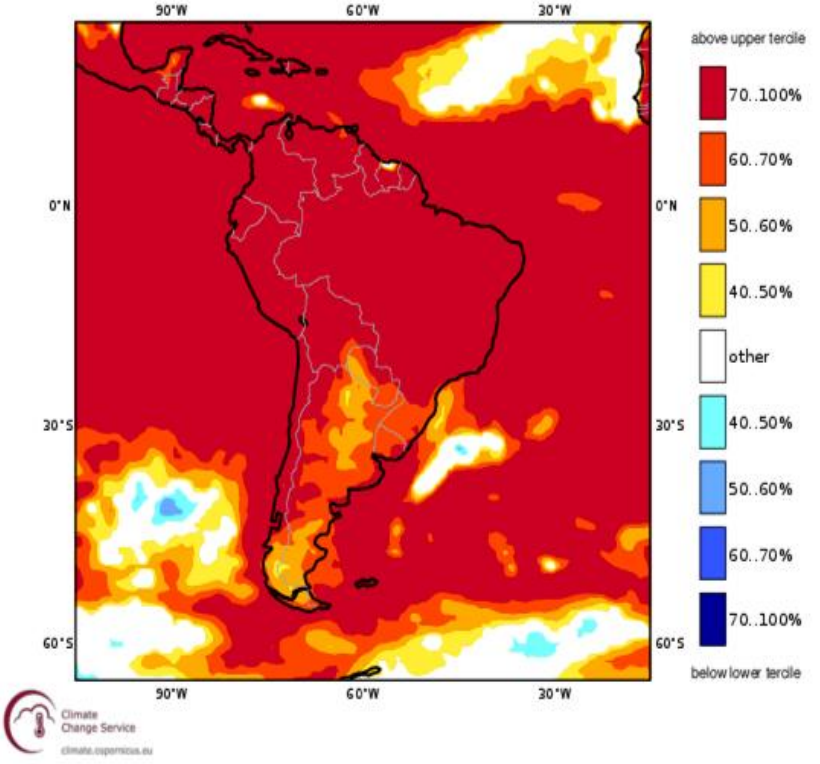 90°W 60°W 30°W
above upper tercile
70..100%
60..70%
50..60%
0°N 0°N
40..50%
other
30°S 30°S
40..50%
50..60%
60..70%
70..100%
60°S 60°S
below lower tercile
90°W 60°W 30°W
Climate
Change Service
climate.copernicus.eu